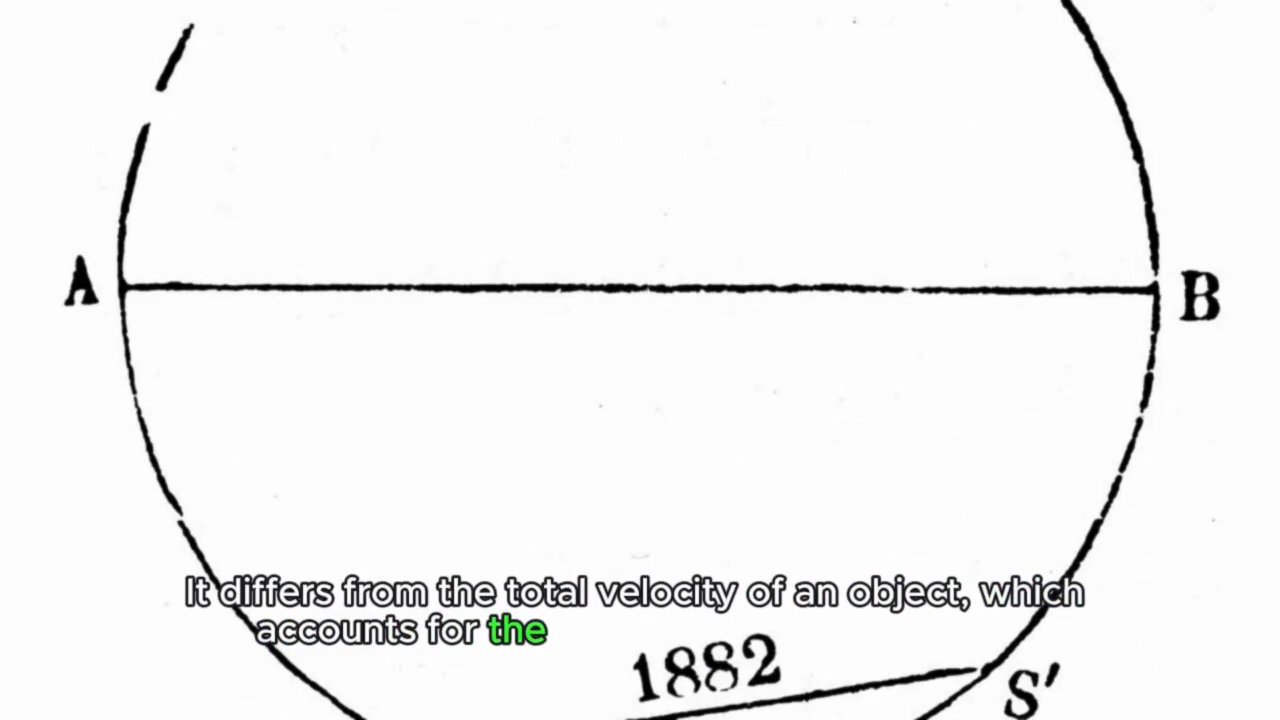 A
B
It differs from the total velocity of an object, which
accounts for the
1882
S'